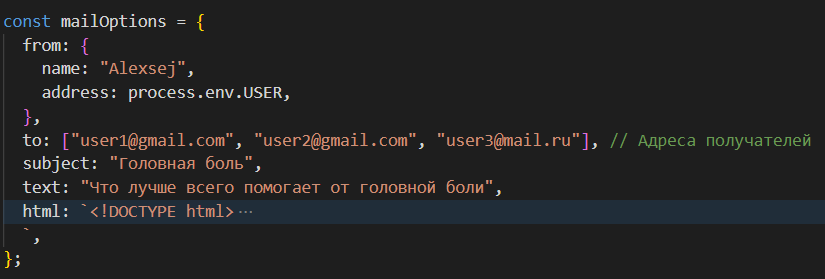 const mailOptions = {
  from: {
    name: "Alexsej",
    address: process.env.USER,
  },
  to: ["user1@gmail.com", "user2@gmail.com", "user3@mail.ru"], // Адреса получателей
  subject: "Головная боль",
  text: "Что лучше всего помогает от головной боли",
  html: `<!DOCTYPE html>⋯
  `,
};